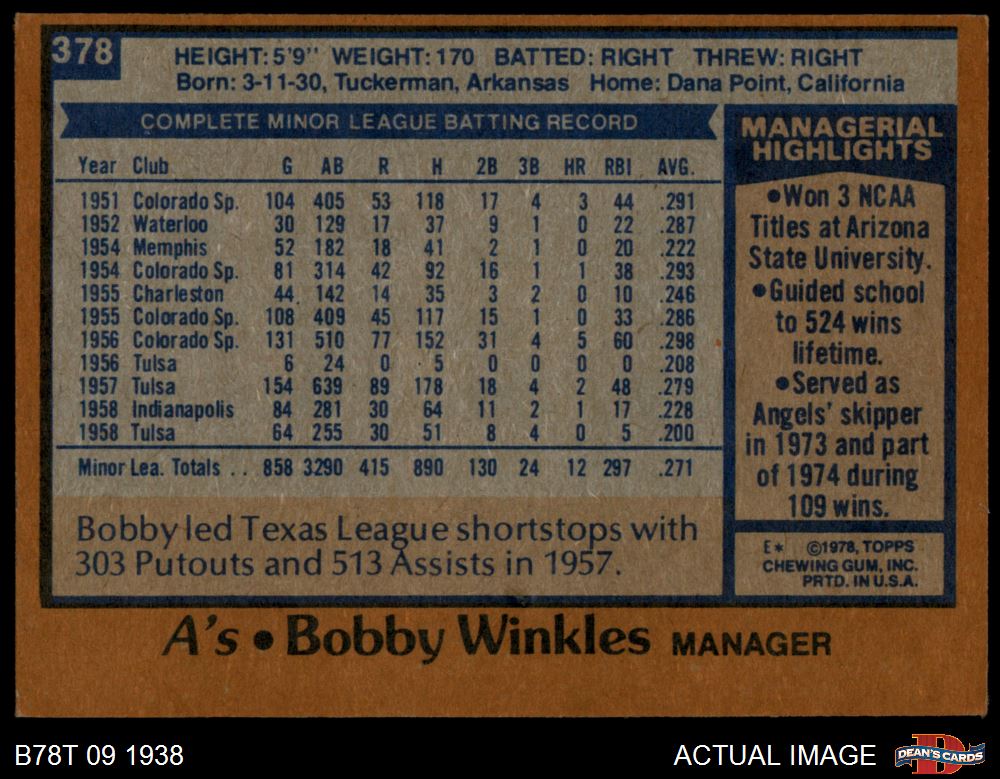 378
HEIGHT: 5'9" WEIGHT: 170 BATTED: RIGHT THREW: RIGHT
Born: 3-11-30, Tuckerman, Arkansas Home: Dana Point, California
COMPLETE MINOR LEAGUE BATTING RECORD
Year Club G AB R H 2B 3B HR RBI AVG.
1951 Colorado Sp. 104 405 53 118 17 4 3 44 .291
1952 Waterloo 30 129 17 37 9 1 0 22 .287
1954 Memphis 52 182 18 41 2 1 0 20 .222
1954 Colorado Sp. 81 314 42 92 16 1 1 38 .293
1955 Charleston 44 142 14 35 3 2 0 10 .246
1955 Colorado Sp. 108 409 45 117 15 1 0 33 .286
1956 Colorado Sp. 131 510 77 152 31 4 5 60 .298
1956 Tulsa 6 24 0 5 0 0 0 0 .208
1957 Tulsa 154 639 89 178 18 4 2 48 .279
1958 Indianapolis 84 281 30 64 11 2 1 17 .228
1958 Tulsa 64 255 30 51 8 4 0 5 .200
Minor Lea. Totals . . 858 3290 415 890 130 24 12 297 .271
Bobby led Texas League shortstops with
303 Putouts and 513 Assists in 1957.
MANAGERIAL
HIGHLIGHTS
•Won 3 NCAA
Titles at Arizona
State University.
•Guided school
to 524 wins
lifetime.
•Served as
Angels' skipper
in 1973 and part
of 1974 during
109 wins.
E* ©1978, TOPPS
CHEWING GUM, INC.
PRTD. IN U.S.A.
A's • Bobby Winkles MANAGER
B78T 09 1938
ACTUAL IMAGE
DEAN'S CARDS